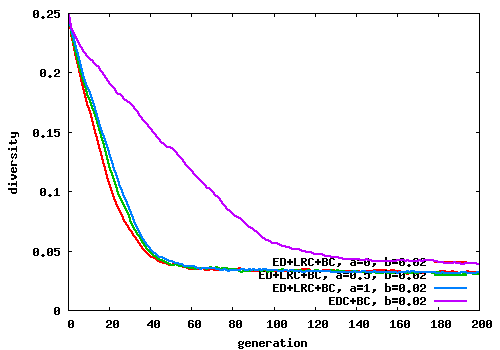 0.25
0.2
0.15
0.1
0.05
0
diversity
ED+LRC+BC, a=0, b=0.02
ED+LRC+BC, a=0.5, b=0.02
ED+LRC+BC, a=1, b=0.02
EDC+BC, b=0.02
0 20 40 60 80 100 120 140 160 180 200
generation